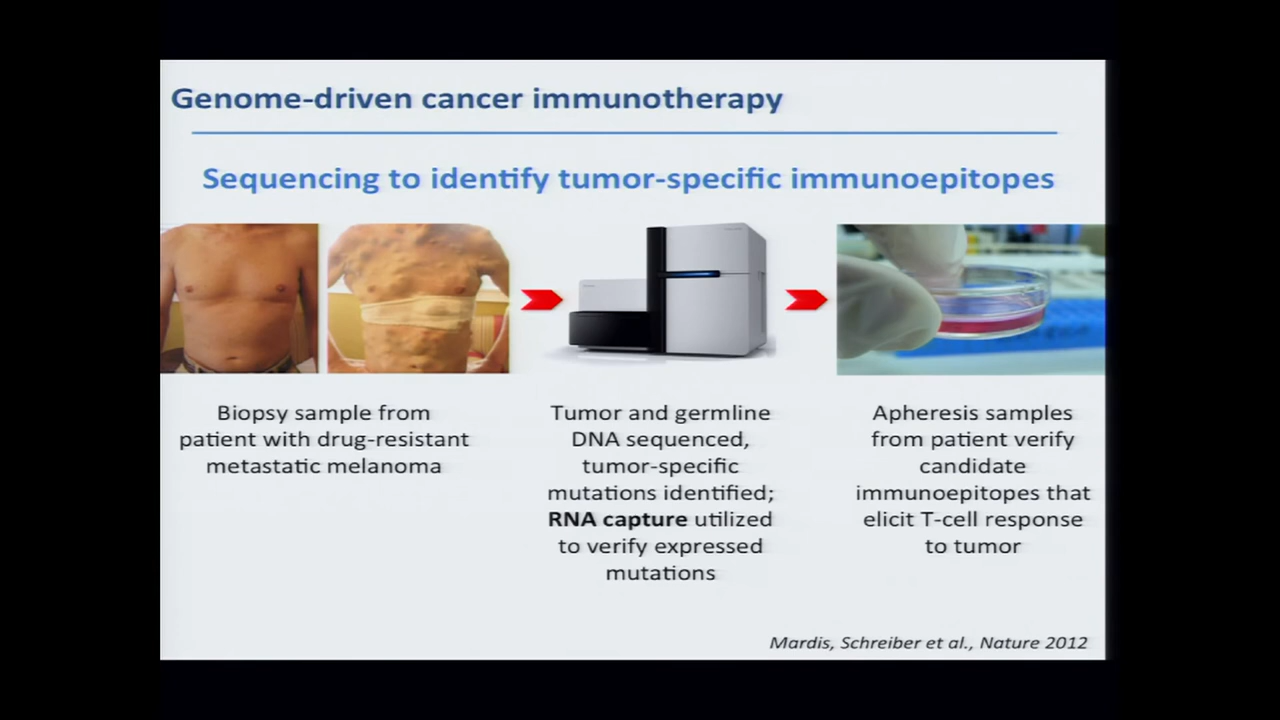 Genome-driven cancer immunotherapy
Sequencing to identify tumor-specific immunoepitopes
Biopsy sample from
patient with drug-resistant
metastatic melanoma
Tumor and germline
DNA sequenced,
tumor-specific
mutations identified;
RNA capture utilized
to verify expressed
mutations
Apheresis samples
from patient verify
candidate
immunoepitopes that
elicit T-cell response
to tumor
Mardis, Schreiber et al., Nature 2012